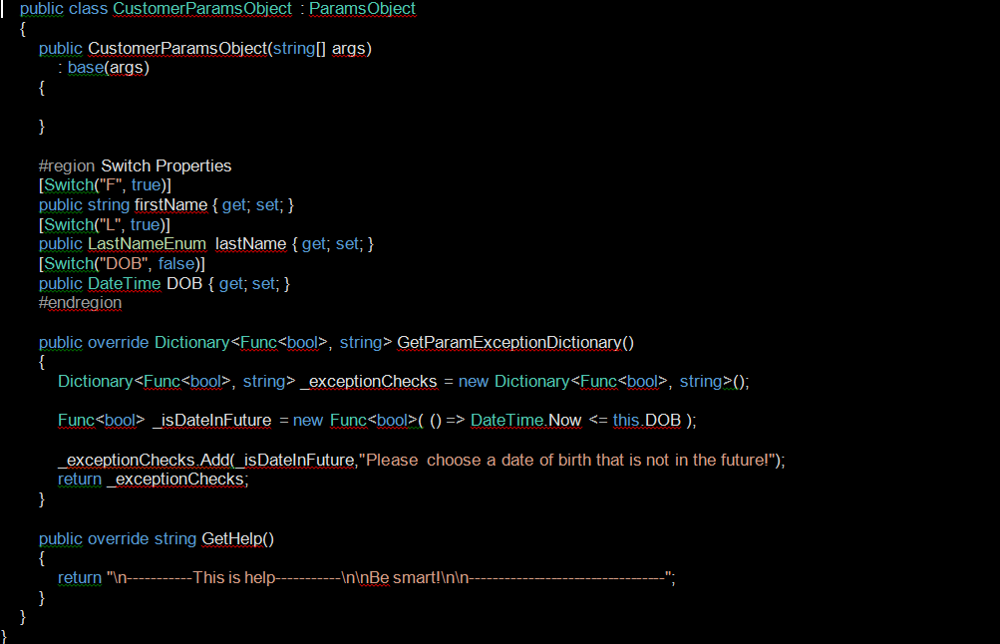 public class CustomerParamsObject : ParamsObject
{
public CustomerParamsObject(string[] args)
: base(args)
{
}
#region Switch Properties
[Switch("F", true)]
public string firstName { get; set; }
[Switch("L", true)]
public LastNameEnum lastName { get; set; }
[Switch("DOB", false)]
public DateTime DOB { get; set; }
#endregion
public override Dictionary<Func<bool>, string> GetParamExceptionDictionary()
{
Dictionary<Func<bool>, string> _exceptionChecks = new Dictionary<Func<bool>, string>();
Func<bool> _isDateInFuture = new Func<bool>( () => DateTime.Now <= this.DOB );
_exceptionChecks.Add(_isDateInFuture,"Please choose a date of birth that is not in the future!");
return _exceptionChecks;
}
public override string GetHelp()
{
return "\n-----------This is help-----------\n\nBe smart!\n\n----------------------------------";
}
}
}